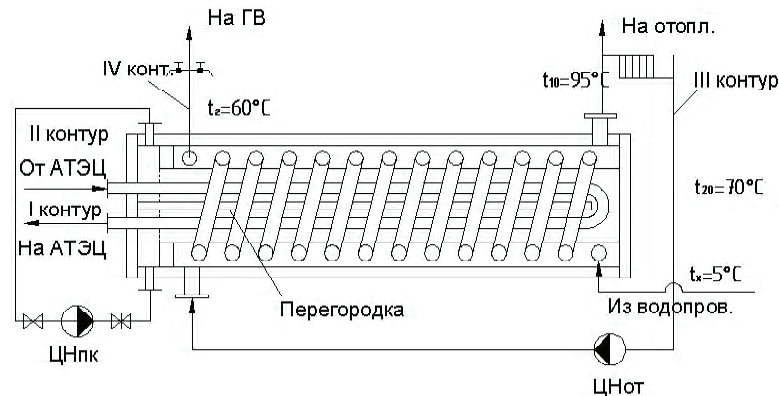 На ГВ
На отопл.
IV конт.
t₁₀=95°C
III контур
t₂=60°C
II контур
От АТЭЦ
I контур
На АТЭЦ
t₂₀=70°C
tₓ=5°C
Перегородка
Из водопров.
ЦНпк
ЦНот